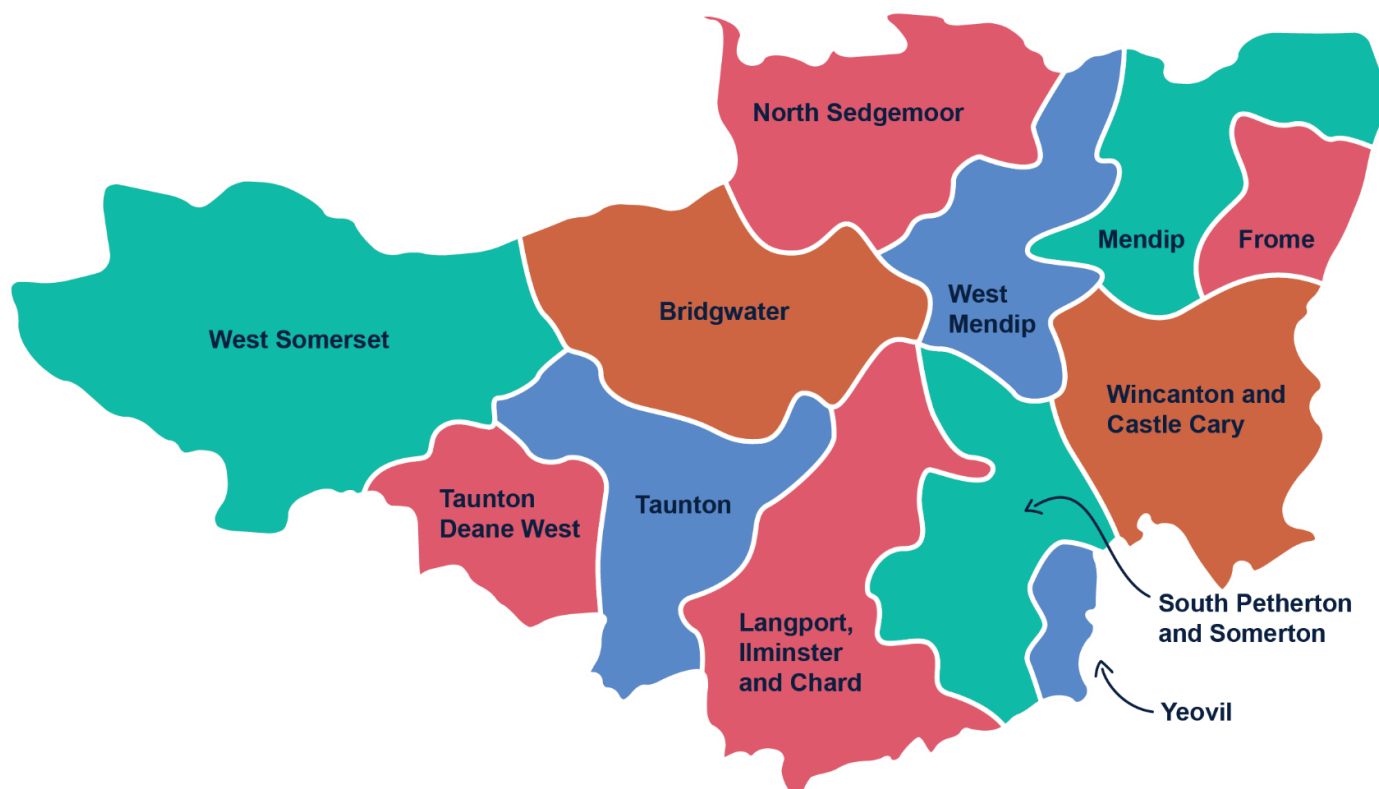 North Sedgemoor
Mendip
Frome
Bridgwater
West
Mendip
West Somerset
Wincanton and
Castle Cary
Taunton
Deane West
Taunton
South Petherton
and Somerton
Langport,
Ilminster
and Chard
Yeovil